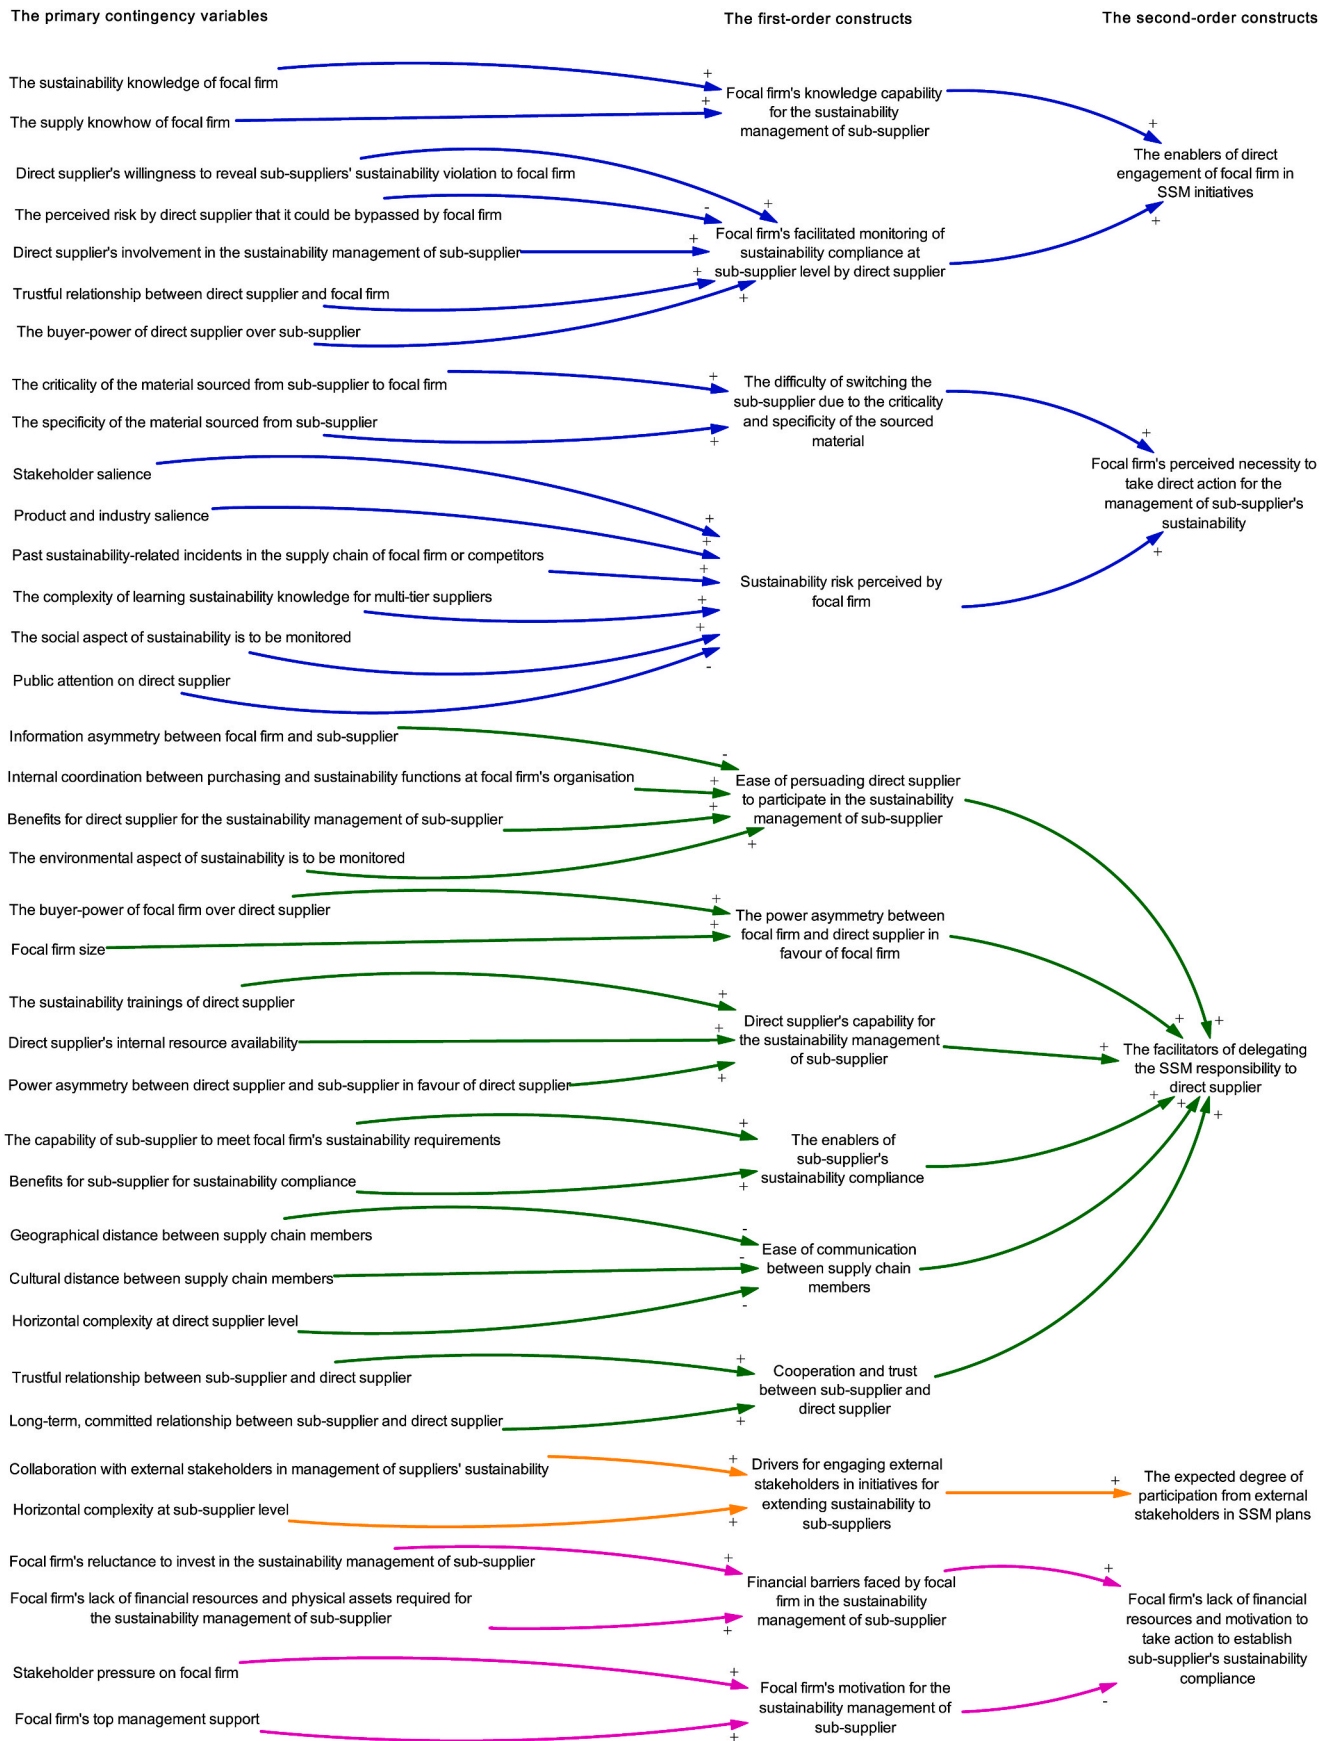 The primary contingency variables
The first-order constructs
The second-order constructs
The sustainability knowledge of focal firm
The supply knowhow of focal firm
+
+
Focal firm's knowledge capability
for the sustainability
management of sub-supplier
Direct supplier's willingness to reveal sub-suppliers' sustainability violation to focal firm
The perceived risk by direct supplier that it could be bypassed by focal firm
Direct supplier's involvement in the sustainability management of sub-supplier
Trustful relationship between direct supplier and focal firm
The buyer-power of direct supplier over sub-supplier
+
-
+
+
+
Focal firm's facilitated monitoring of
sustainability compliance at
sub-supplier level by direct supplier
+
+
The enablers of direct
engagement of focal firm in
SSM initiatives
The criticality of the material sourced from sub-supplier to focal firm
The specificity of the material sourced from sub-supplier
+
+
The difficulty of switching the
sub-supplier due to the criticality
and specificity of the sourced
material
Stakeholder salience
Product and industry salience
Past sustainability-related incidents in the supply chain of focal firm or competitors
The complexity of learning sustainability knowledge for multi-tier suppliers
The social aspect of sustainability is to be monitored
Public attention on direct supplier
+
+
+
+
+
-
Sustainability risk perceived by
focal firm
+
+
Focal firm's perceived necessity to
take direct action for the
management of sub-supplier's
sustainability
Information asymmetry between focal firm and sub-supplier
Internal coordination between purchasing and sustainability functions at focal firm's organisation
Benefits for direct supplier for the sustainability management of sub-supplier
The environmental aspect of sustainability is to be monitored
-
+
+
+
Ease of persuading direct supplier
to participate in the sustainability
management of sub-supplier
The buyer-power of focal firm over direct supplier
Focal firm size
+
+
The power asymmetry between
focal firm and direct supplier in
favour of focal firm
The sustainability trainings of direct supplier
Direct supplier's internal resource availability
Power asymmetry between direct supplier and sub-supplier in favour of direct supplier
+
+
+
Direct supplier's capability for
the sustainability management
of sub-supplier
The capability of sub-supplier to meet focal firm's sustainability requirements
Benefits for sub-supplier for sustainability compliance
+
+
The enablers of
sub-supplier's
sustainability compliance
Geographical distance between supply chain members
Cultural distance between supply chain members
Horizontal complexity at direct supplier level
-
-
-
Ease of communication
between supply chain
members
Trustful relationship between sub-supplier and direct supplier
Long-term, committed relationship between sub-supplier and direct supplier
+
+
Cooperation and trust
between sub-supplier and
direct supplier
+
+
+
+
+
+
The facilitators of delegating
the SSM responsibility to
direct supplier
Collaboration with external stakeholders in management of suppliers' sustainability
Horizontal complexity at sub-supplier level
+
+
Drivers for engaging external
stakeholders in initiatives for
extending sustainability to
sub-suppliers
+
The expected degree of
participation from external
stakeholders in SSM plans
Focal firm's reluctance to invest in the sustainability management of sub-supplier
Focal firm's lack of financial resources and physical assets required for
the sustainability management of sub-supplier
+
+
Financial barriers faced by focal
firm in the sustainability
management of sub-supplier
Stakeholder pressure on focal firm
Focal firm's top management support
+
+
Focal firm's motivation for the
sustainability management of
sub-supplier
+
-
Focal firm's lack of financial
resources and motivation to
take action to establish
sub-supplier's sustainability
compliance